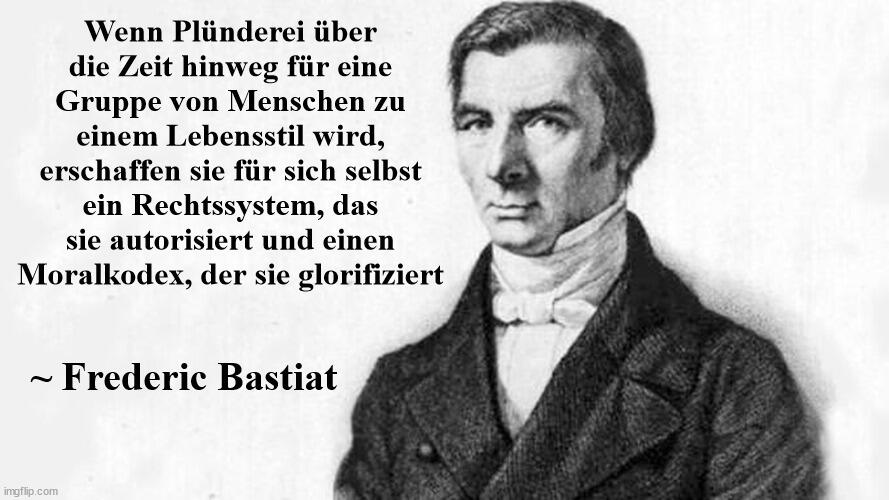 Wenn Plünderei über
die Zeit hinweg für eine
Gruppe von Menschen zu
einem Lebensstil wird,
erschaffen sie für sich selbst
ein Rechtssystem, das
sie autorisiert und einen
Moralkodex, der sie glorifiziert
~ Frederic Bastiat
imgflip.com